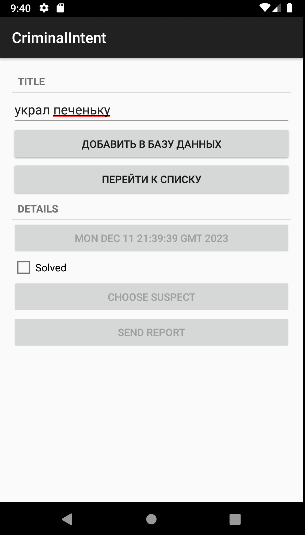 9:40
CriminalIntent
TITLE
украл печеньку
ДОБАВИТЬ В БАЗУ ДАННЫХ
ПЕРЕЙТИ К СПИСКУ
DETAILS
MON DEC 11 21:39:39 GMT 2023
Solved
CHOOSE SUSPECT
SEND REPORT